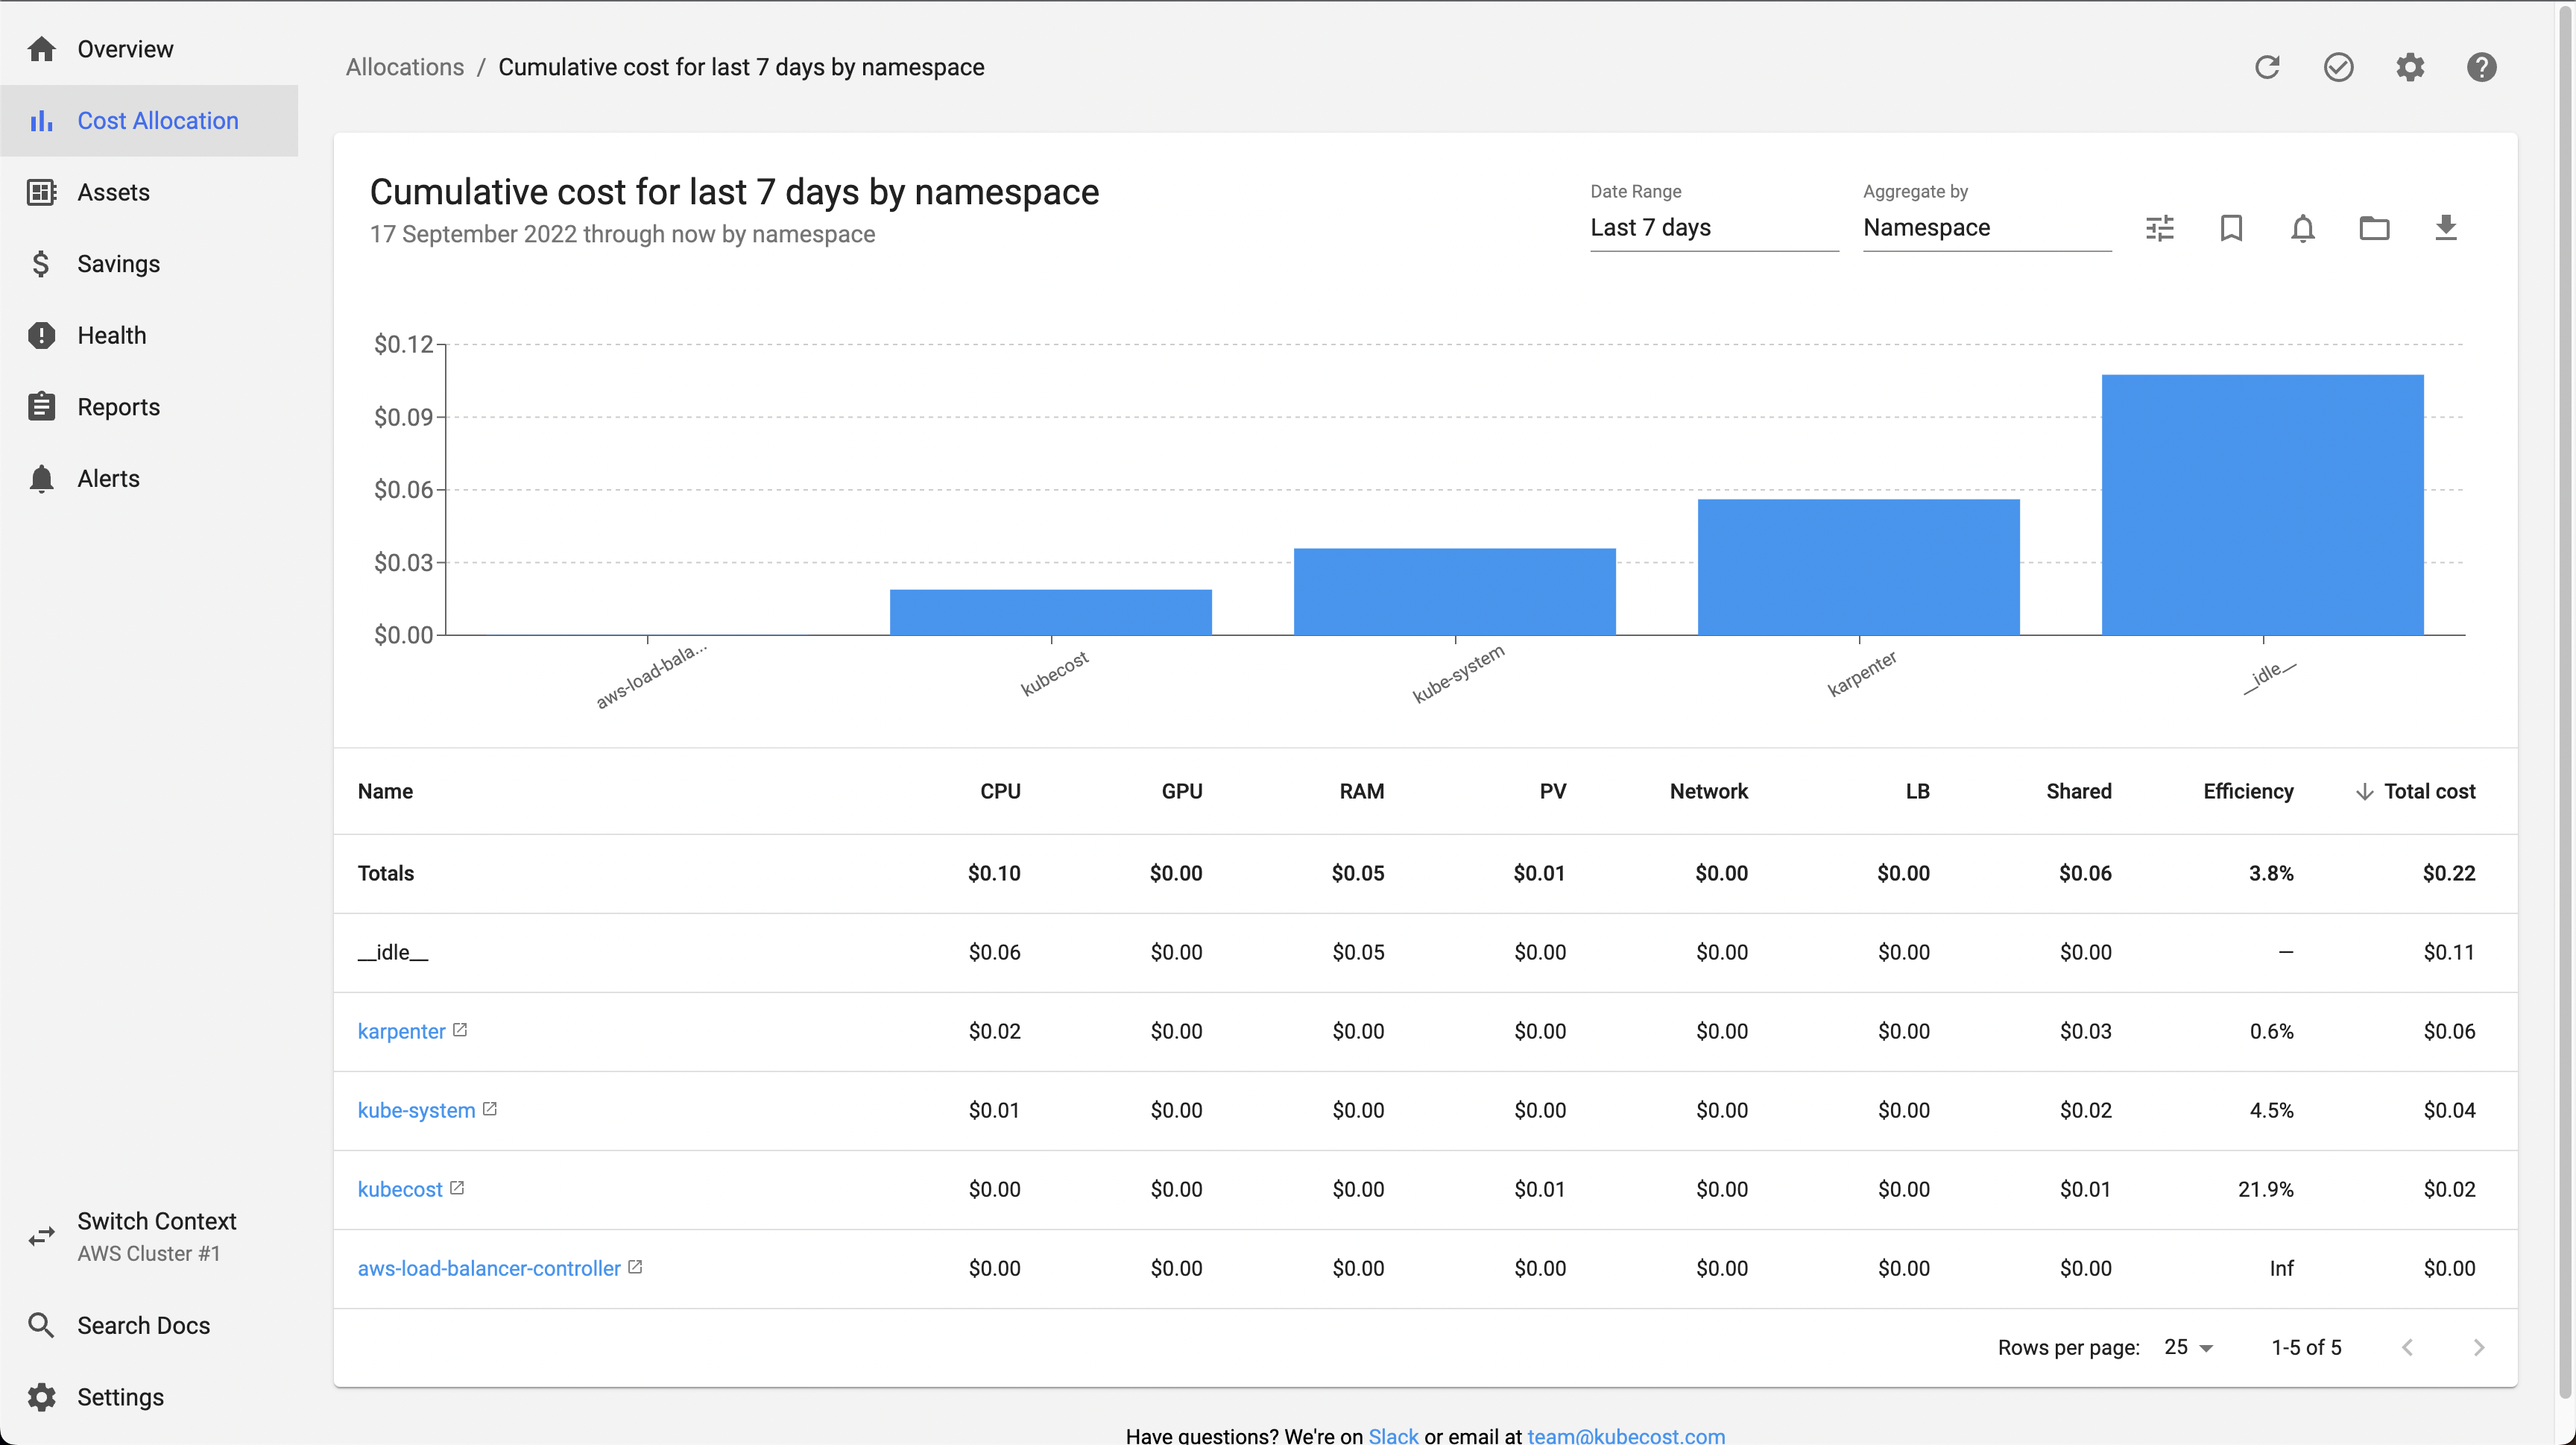 Overview
Cost Allocation
Assets
Savings
Health
Reports
Alerts
Switch Context
AWS Cluster #1
Search Docs
Settings
Allocations / Cumulative cost for last 7 days by namespace
Cumulative cost for last 7 days by namespace
17 September 2022 through now by namespace
Date Range
Last 7 days
Aggregate by
Namespace
$0.12
$0.09
$0.06
$0.03
$0.00
aws-load-bala...
kubecost
kube-system
karpenter
__idle__
Name CPU GPU RAM PV Network LB Shared Efficiency Total cost
Totals $0.10 $0.00 $0.05 $0.01 $0.00 $0.00 $0.06 3.8% $0.22
__idle__ $0.06 $0.00 $0.05 $0.00 $0.00 $0.00 $0.00 — $0.11
karpenter $0.02 $0.00 $0.00 $0.00 $0.00 $0.00 $0.03 0.6% $0.06
kube-system $0.01 $0.00 $0.00 $0.00 $0.00 $0.00 $0.02 4.5% $0.04
kubecost $0.00 $0.00 $0.00 $0.01 $0.00 $0.00 $0.01 21.9% $0.02
aws-load-balancer-controller $0.00 $0.00 $0.00 $0.00 $0.00 $0.00 $0.00 Inf $0.00
Rows per page: 25 1-5 of 5
Have questions? We're on Slack or email at team@kubecost.com